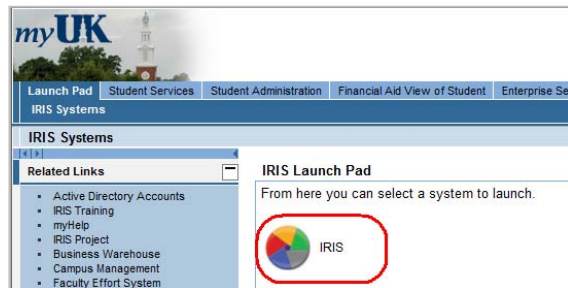 myUK
Launch Pad Student Services Student Administration Financial Aid View of Student Enterprise Se
IRIS Systems
IRIS Systems
Related Links
Active Directory Accounts
IRIS Training
myHelp
IRIS Project
Business Warehouse
Campus Management
Faculty Effort System
IRIS Launch Pad
From here you can select a system to launch.
IRIS